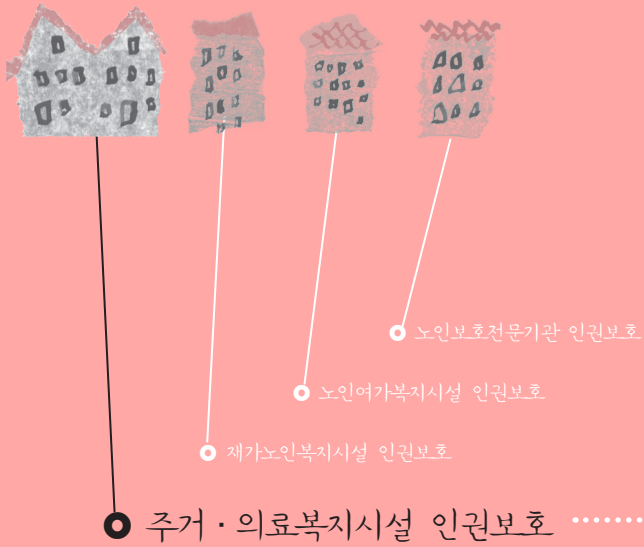 노인보호전문기관 인권보호
노인여가복지시설 인권보호
재가노인복지시설 인권보호
주거 · 의료복지시설 인권보호